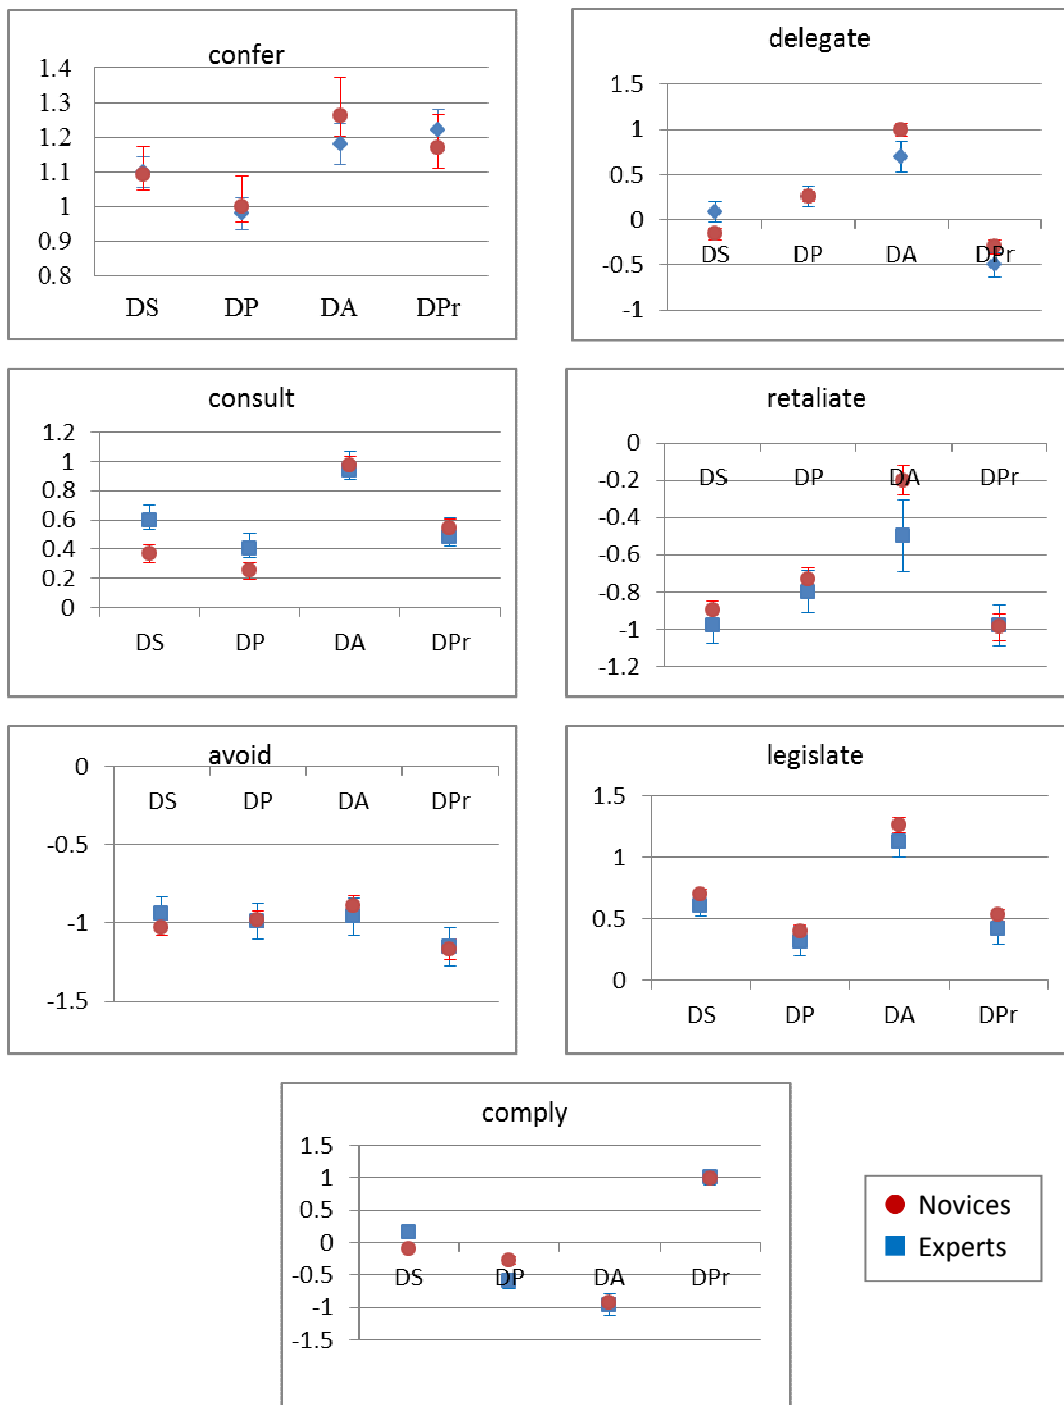 confer
1.4
1.3
1.2
1.1
1
0.9
0.8
DS DP DA DPr
delegate
1.5
1
0.5
0
-0.5
-1
DS DP DA DPr
consult
1.2
1
0.8
0.6
0.4
0.2
0
DS DP DA DPr
retaliate
0
-0.2
-0.4
-0.6
-0.8
-1
-1.2
DS DP DA DPr
avoid
0
-0.5
-1
-1.5
DS DP DA DPr
legislate
1.5
1
0.5
0
DS DP DA DPr
comply
1.5
1
0.5
0
-0.5
-1
-1.5
DS DP DA DPr
Novices
Experts